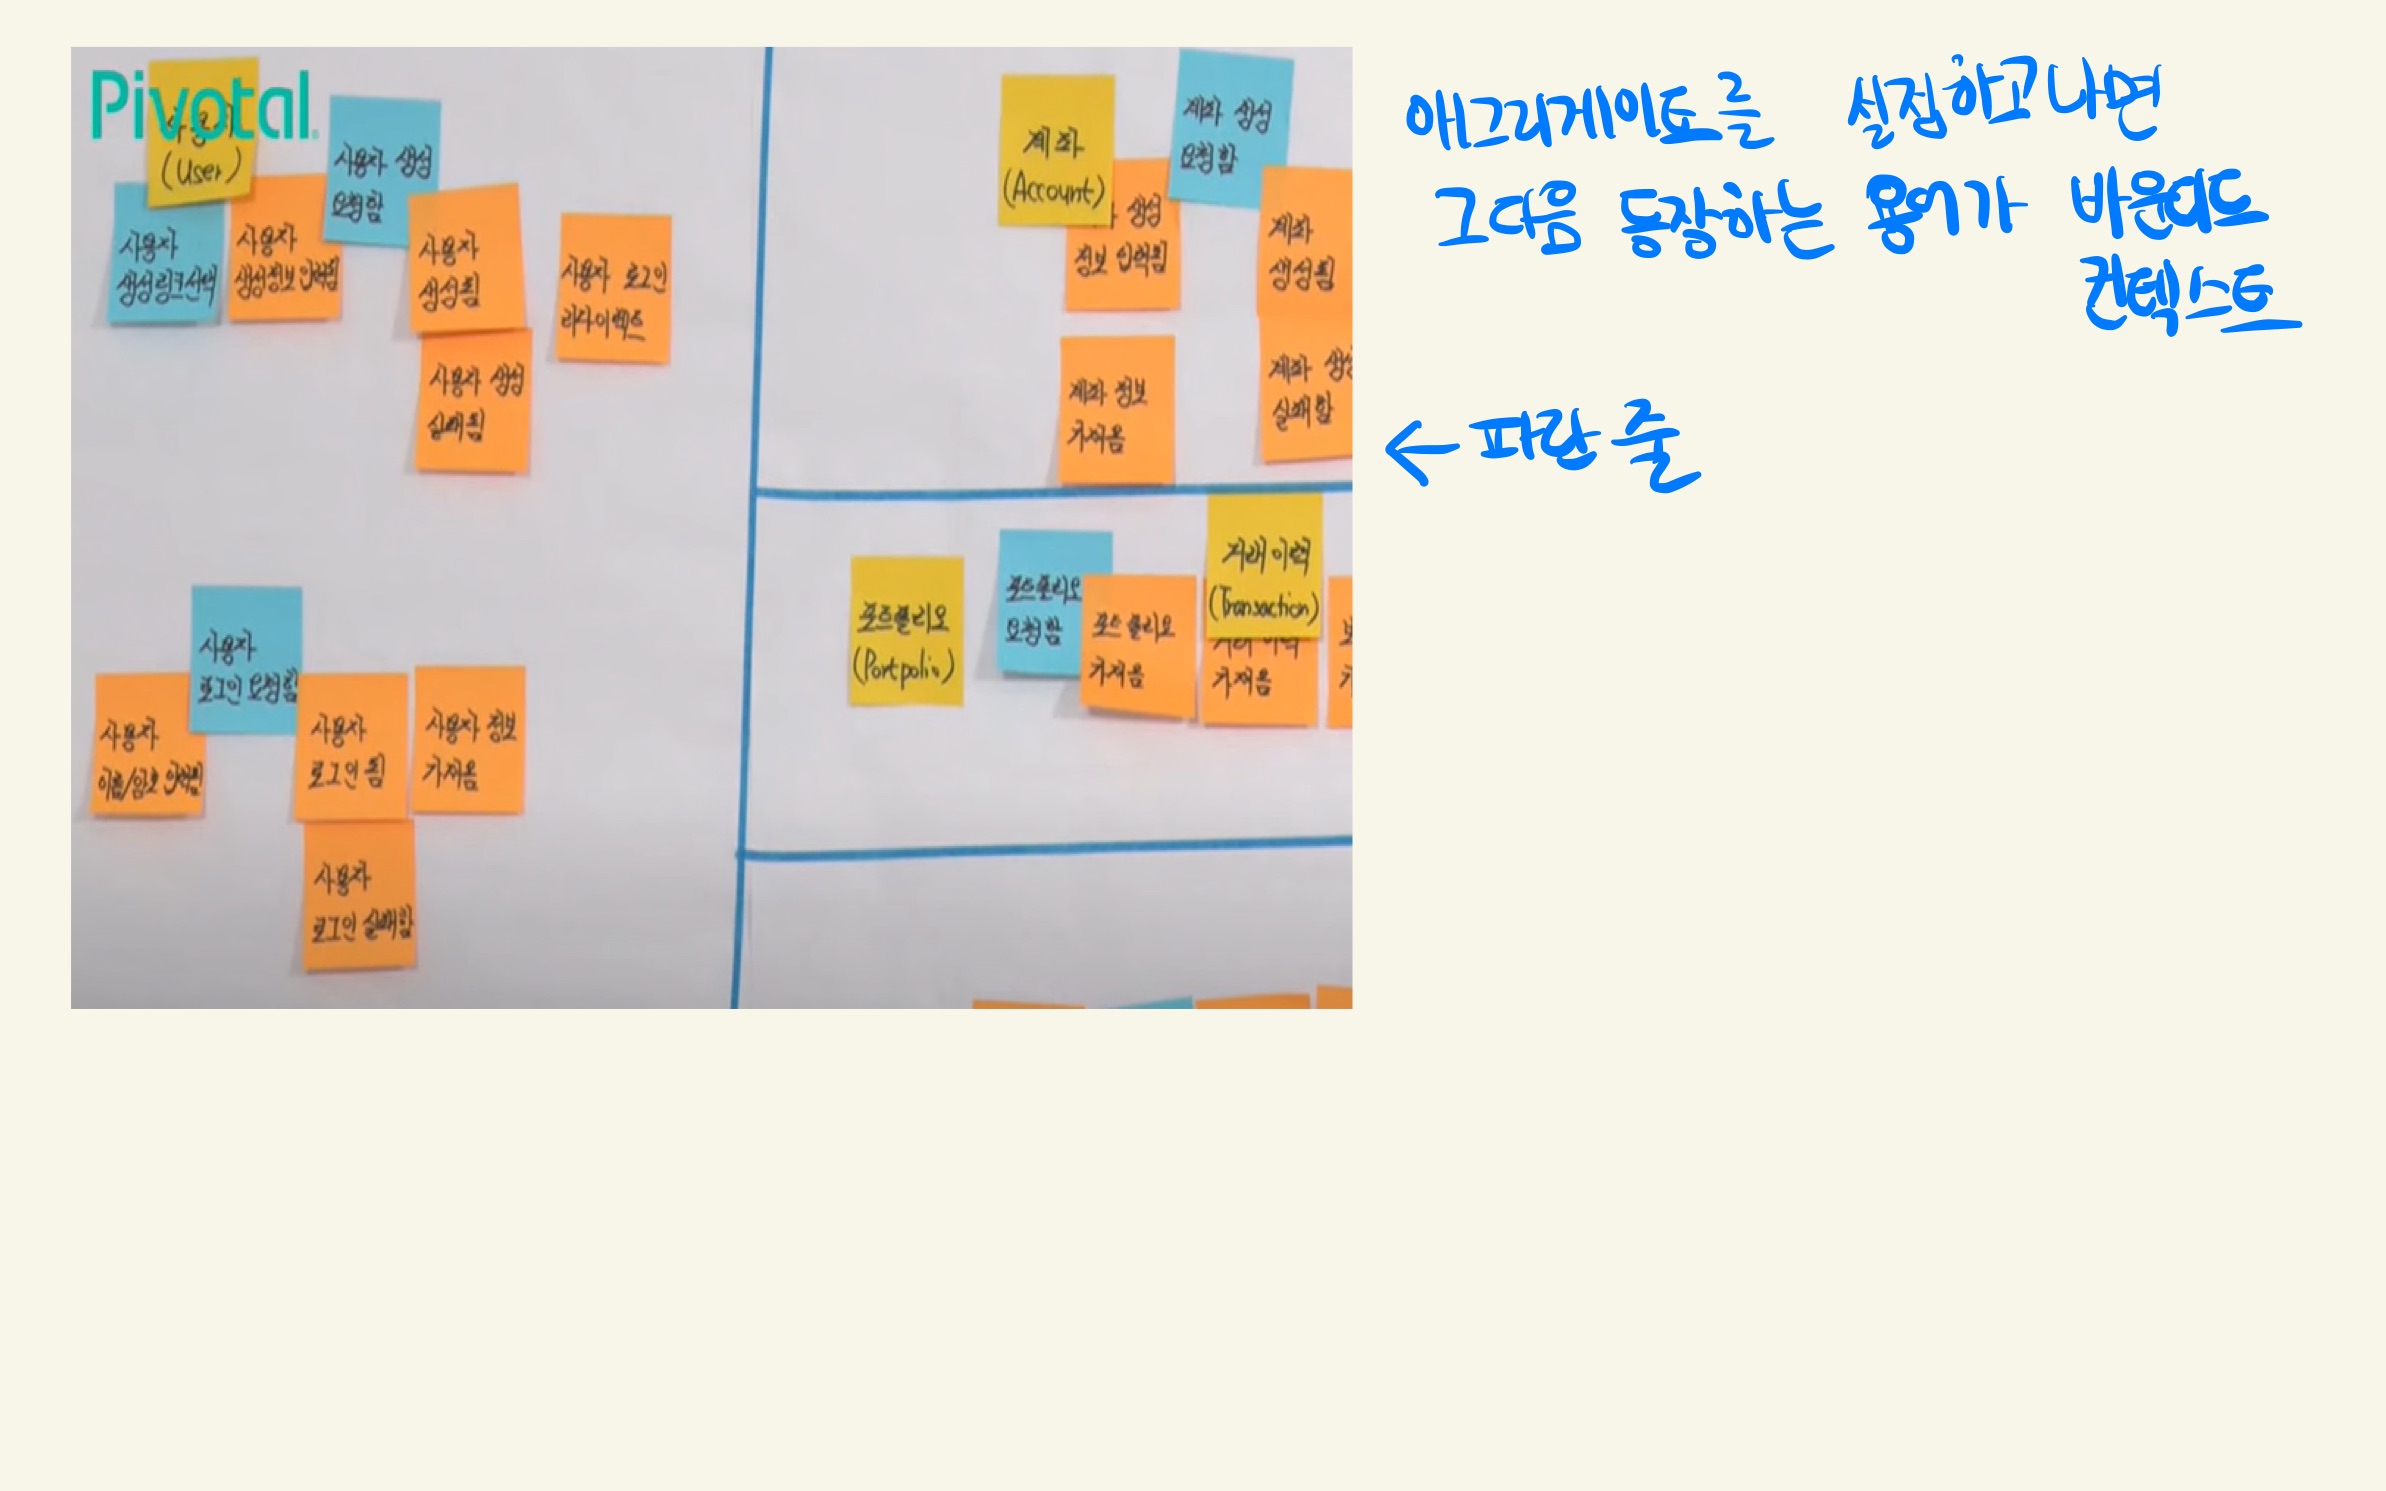 Pivotal
(User)
사용자
생성링크선택
사용자
생성정보 입력됨
사용자 생성
요청함
사용자
생성됨
사용자 로그인
리다이렉트
사용자 생성
실패됨
사용자
이름/암호 입력됨
사용자
로그인 요청함
사용자
로그인 됨
사용자 정보
가져옴
사용자
로그인 실패함
계좌
(Account)
생성
정보 입력됨
계좌 생성
요청함
계좌
생성됨
계좌 정보
가져옴
계좌 생성
실패함
포트폴리오
(Portpolio)
포트폴리오
요청함
포트폴리오
가져옴
거래이력
(Transaction)
거래 이력
가져옴
애그리게이트를 설정하고나면
그다음 등장하는 용어가 바운디드
컨텍스트
← 파란 줄